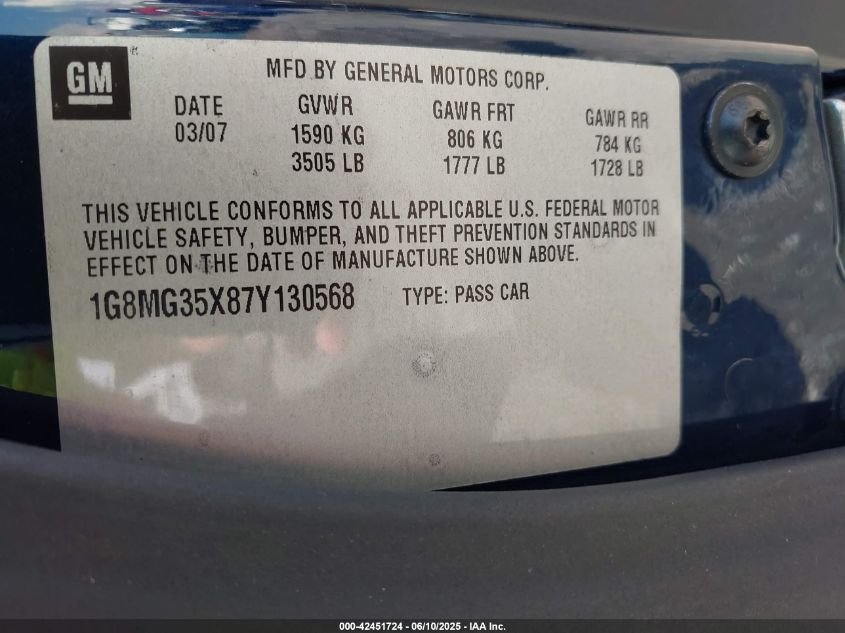 GM
MFD BY GENERAL MOTORS CORP.
DATE GVWR GAWR FRT GAWR RR
03/07 1590 KG 806 KG 784 KG
3505 LB 1777 LB 1728 LB
THIS VEHICLE CONFORMS TO ALL APPLICABLE U.S. FEDERAL MOTOR
VEHICLE SAFETY, BUMPER, AND THEFT PREVENTION STANDARDS IN
EFFECT ON THE DATE OF MANUFACTURE SHOWN ABOVE.
1G8MG35X87Y130568 TYPE: PASS CAR
000-42451724 - 06/10/2025 - IAA Inc.